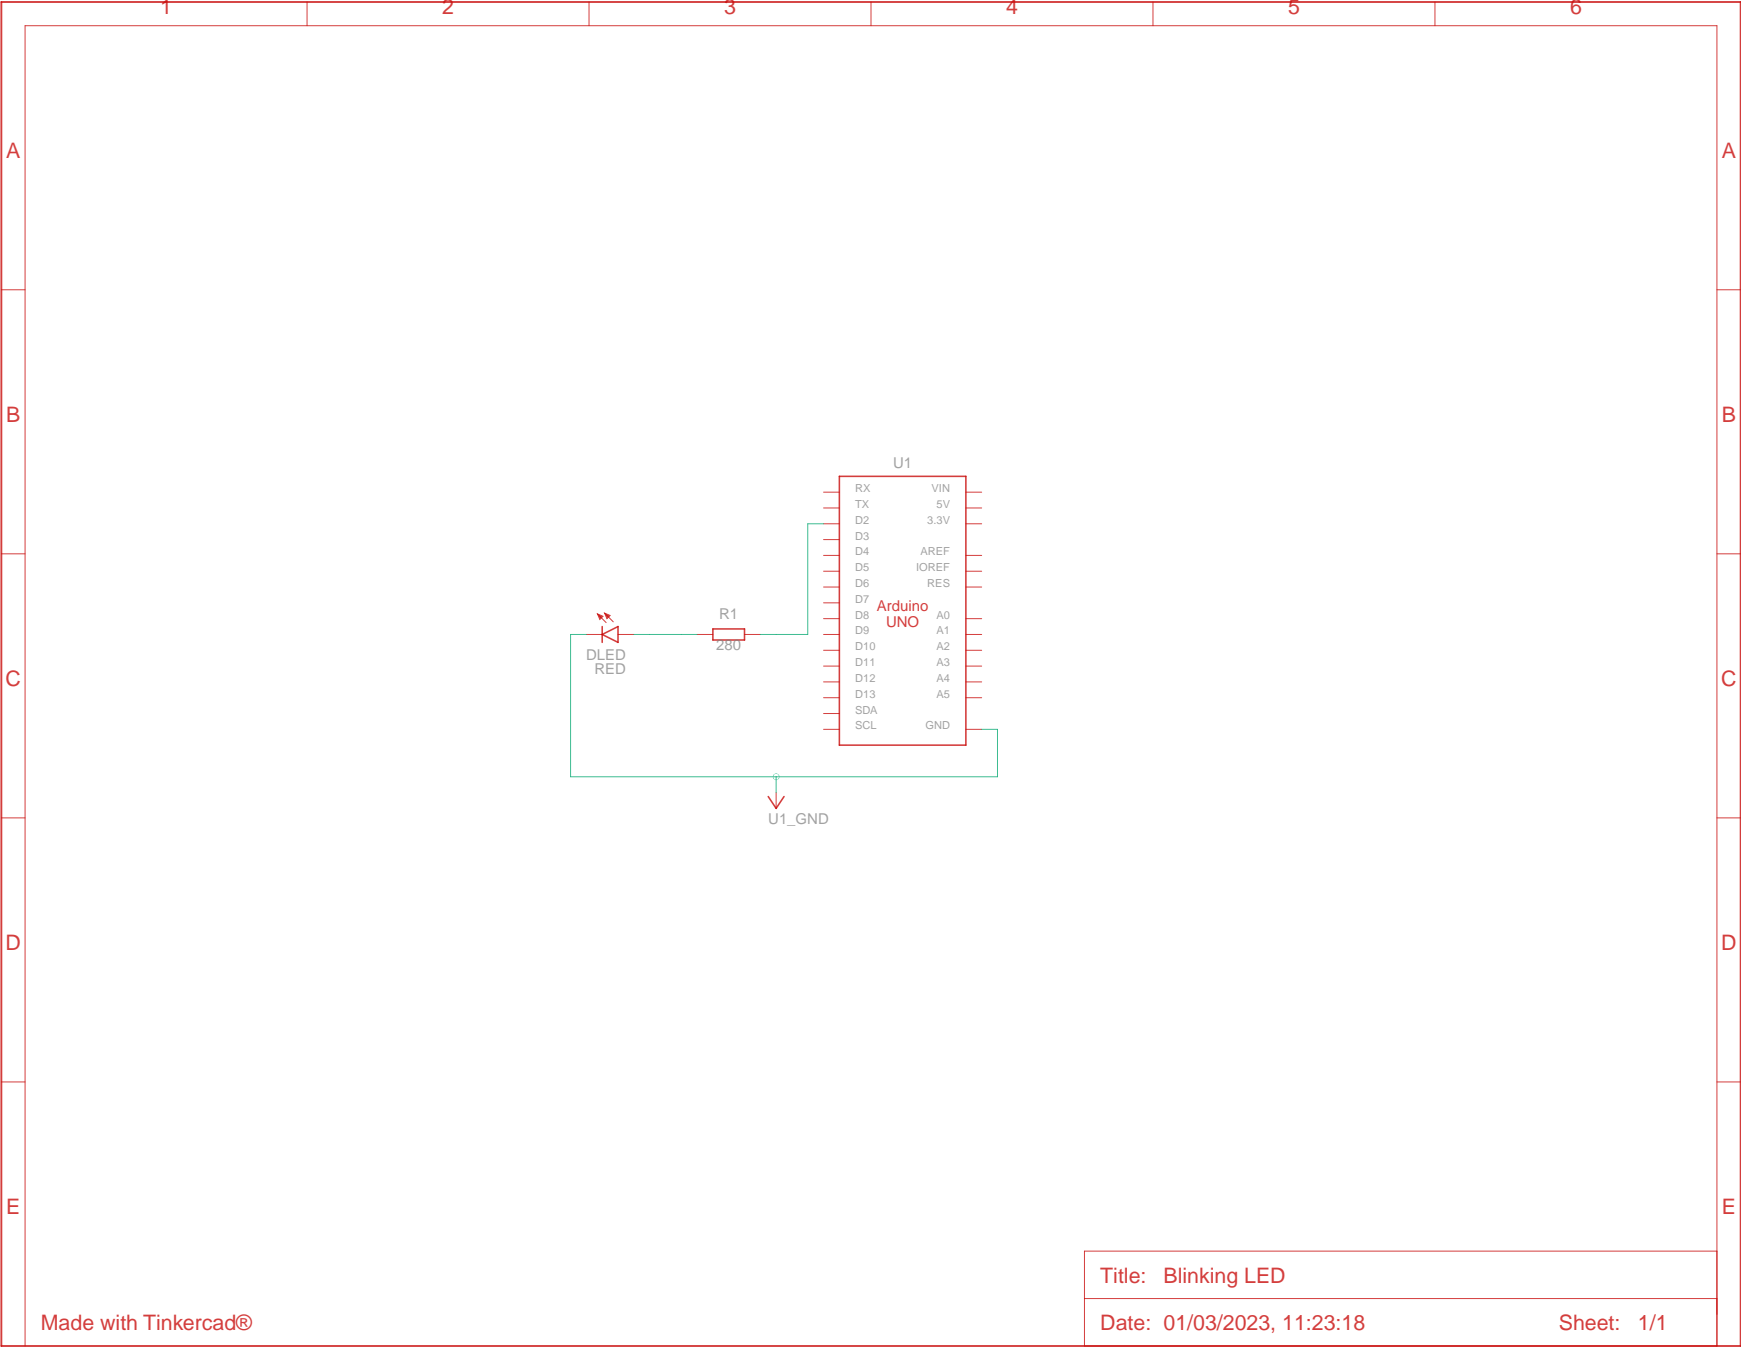 1 2 3 4 5 6
A A
B B
U1
RX VIN
TX 5V
D2 3.3V
D3
D4 AREF
D5 IOREF
D6 RES
D7
Arduino
D8 A0
UNO
D9 A1
D10 A2
D11 A3
D12 A4
D13 A5
SDA
SCL GND
R1
280
DLED
RED
C C
U1_GND
D D
E E
Title: Blinking LED
Made with Tinkercad®
Date: 01/03/2023, 11:23:18 Sheet: 1/1